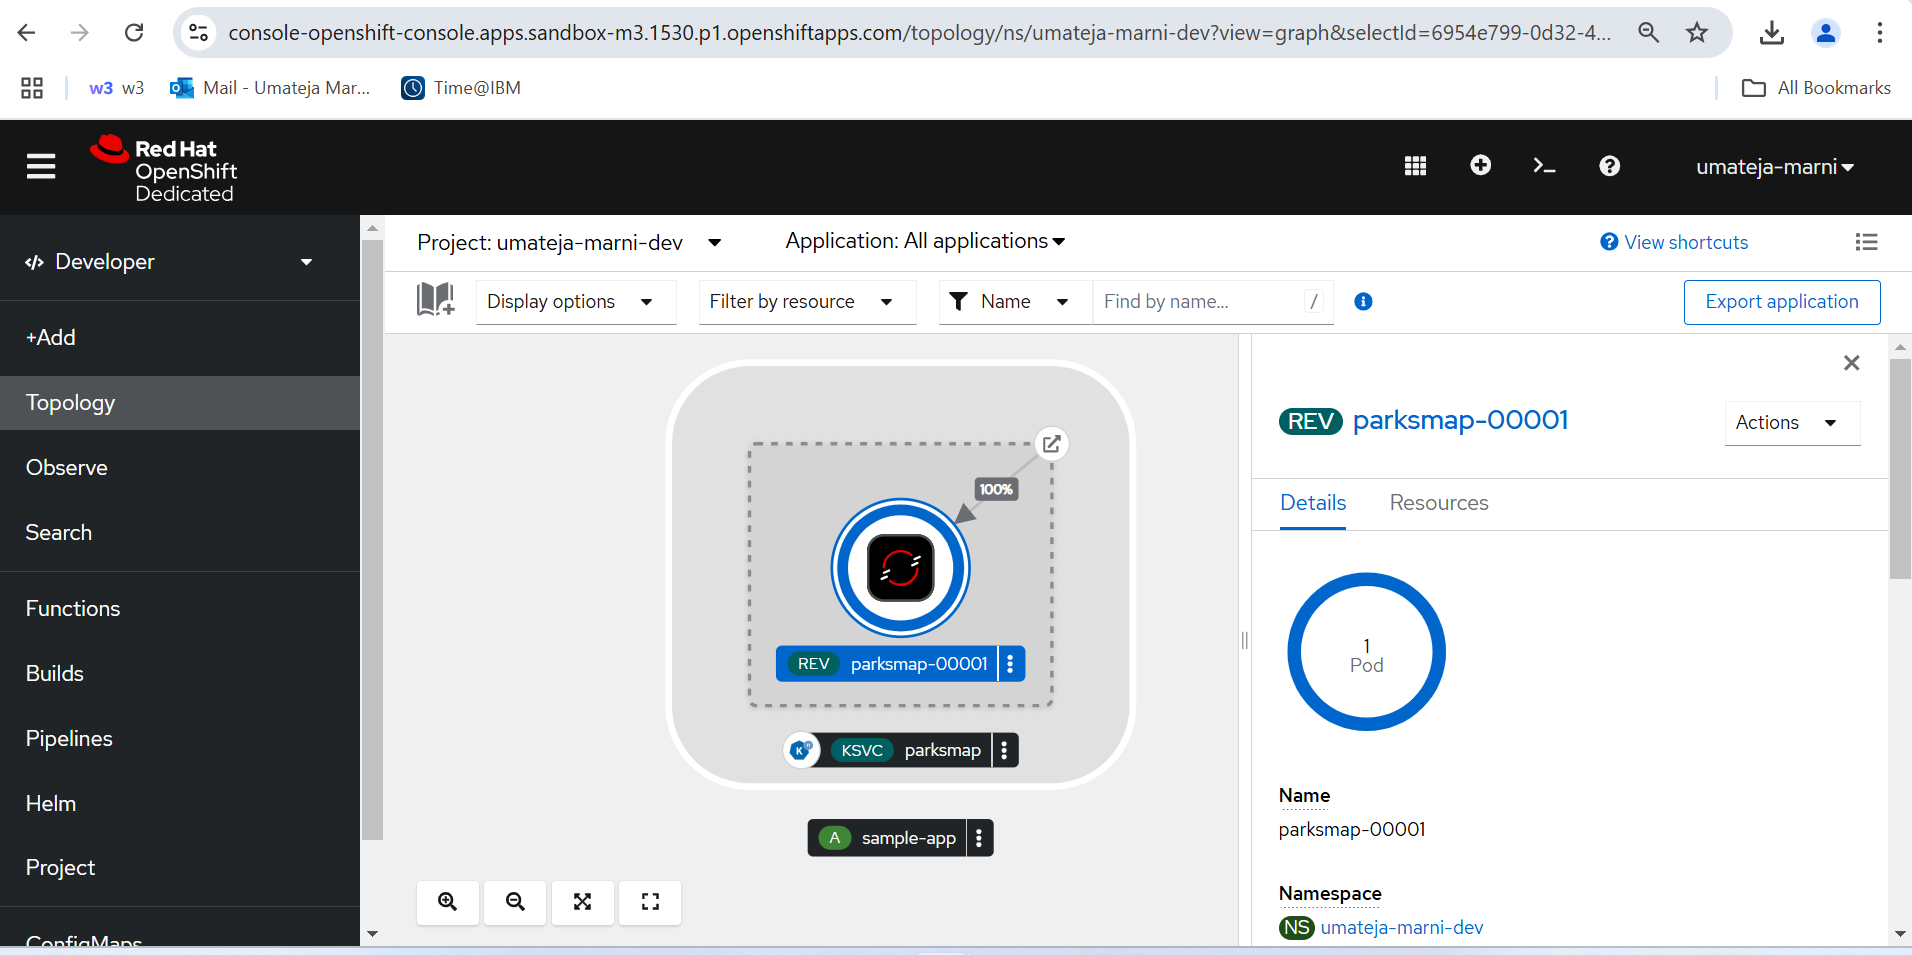 console-openshift-console.apps.sandbox-m3.1530.p1.openshiftapps.com/topology/ns/umateja-marni-dev?view=graph&selectId=6954e799-0d32-4...
w3 w3 Mail - Umateja Mar... Time@IBM All Bookmarks
Red Hat
OpenShift
Dedicated
umateja-marni
Developer
+Add
Topology
Observe
Search
Functions
Builds
Pipelines
Helm
Project
ConfigMaps
Project: umateja-marni-dev Application: All applications View shortcuts
Display options Filter by resource Name Find by name... / Export application
100%
REV parksmap-00001
K KSVC parksmap
A sample-app
REV parksmap-00001 Actions
Details Resources
1
Pod
Name
parksmap-00001
Namespace
NS umateja-marni-dev